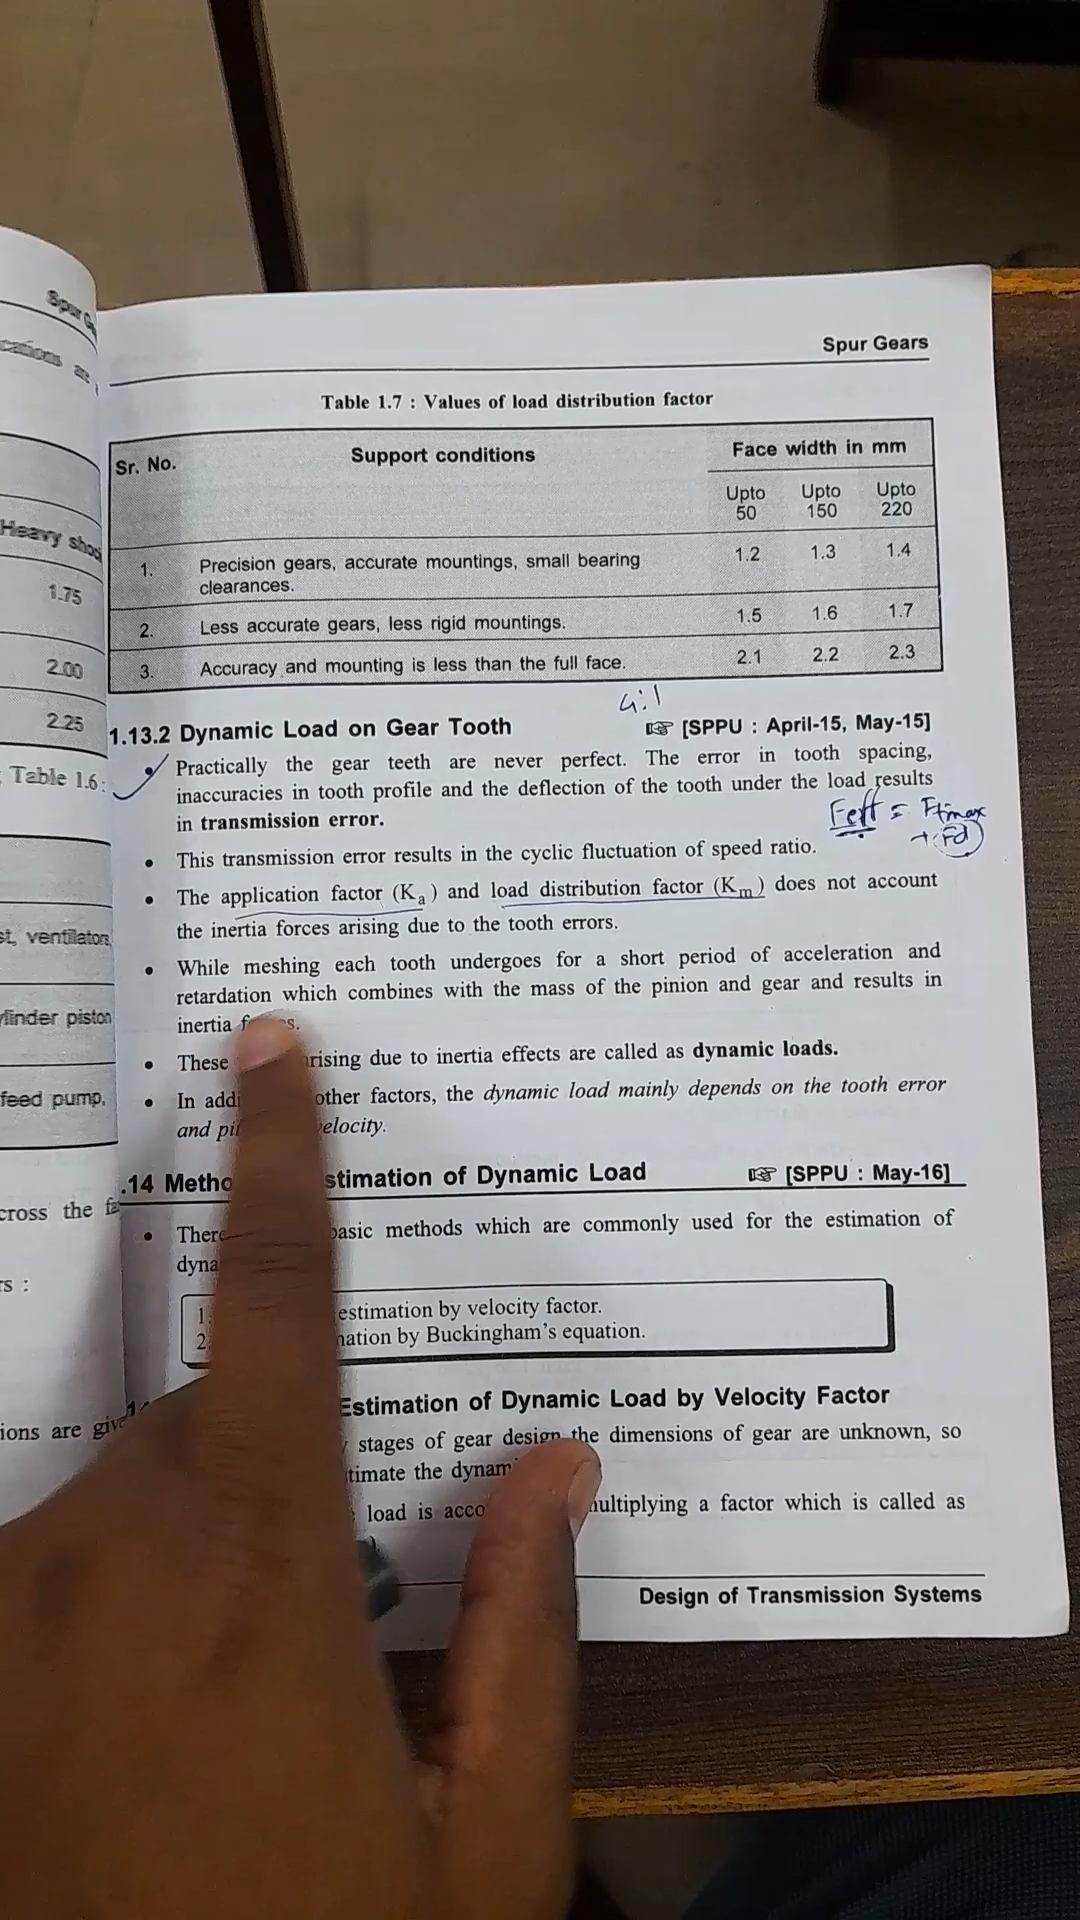 Spur
cations are
Heavy shoc
1.75
2.00
2.25
Table 1.6:
st, ventilators,
ylinder piston
feed pump,
cross the fa
rs :
ions are give
Spur Gears
Table 1.7 : Values of load distribution factor
Sr. No. Support conditions Face width in mm
Upto 50 Upto 150 Upto 220
1. Precision gears, accurate mountings, small bearing clearances. 1.2 1.3 1.4
2. Less accurate gears, less rigid mountings. 1.5 1.6 1.7
3. Accuracy and mounting is less than the full face. 2.1 2.2 2.3
4:1
1.13.2 Dynamic Load on Gear Tooth [SPPU : April-15, May-15]
• Practically the gear teeth are never perfect. The error in tooth spacing,
inaccuracies in tooth profile and the deflection of the tooth under the load results
in transmission error.
Feff = Ftmax
+ Fd
• This transmission error results in the cyclic fluctuation of speed ratio.
• The application factor (Ka) and load distribution factor (Km) does not account
the inertia forces arising due to the tooth errors.
• While meshing each tooth undergoes for a short period of acceleration and
retardation which combines with the mass of the pinion and gear and results in
inertia f s.
• These rising due to inertia effects are called as dynamic loads.
• In addi other factors, the dynamic load mainly depends on the tooth error
and pi elocity.
.14 Metho stimation of Dynamic Load [SPPU : May-16]
• There basic methods which are commonly used for the estimation of
dyna
1. estimation by velocity factor.
2. mation by Buckingham's equation.
Estimation of Dynamic Load by Velocity Factor
stages of gear design the dimensions of gear are unknown, so
timate the dynami
load is acco multiplying a factor which is called as
Design of Transmission Systems